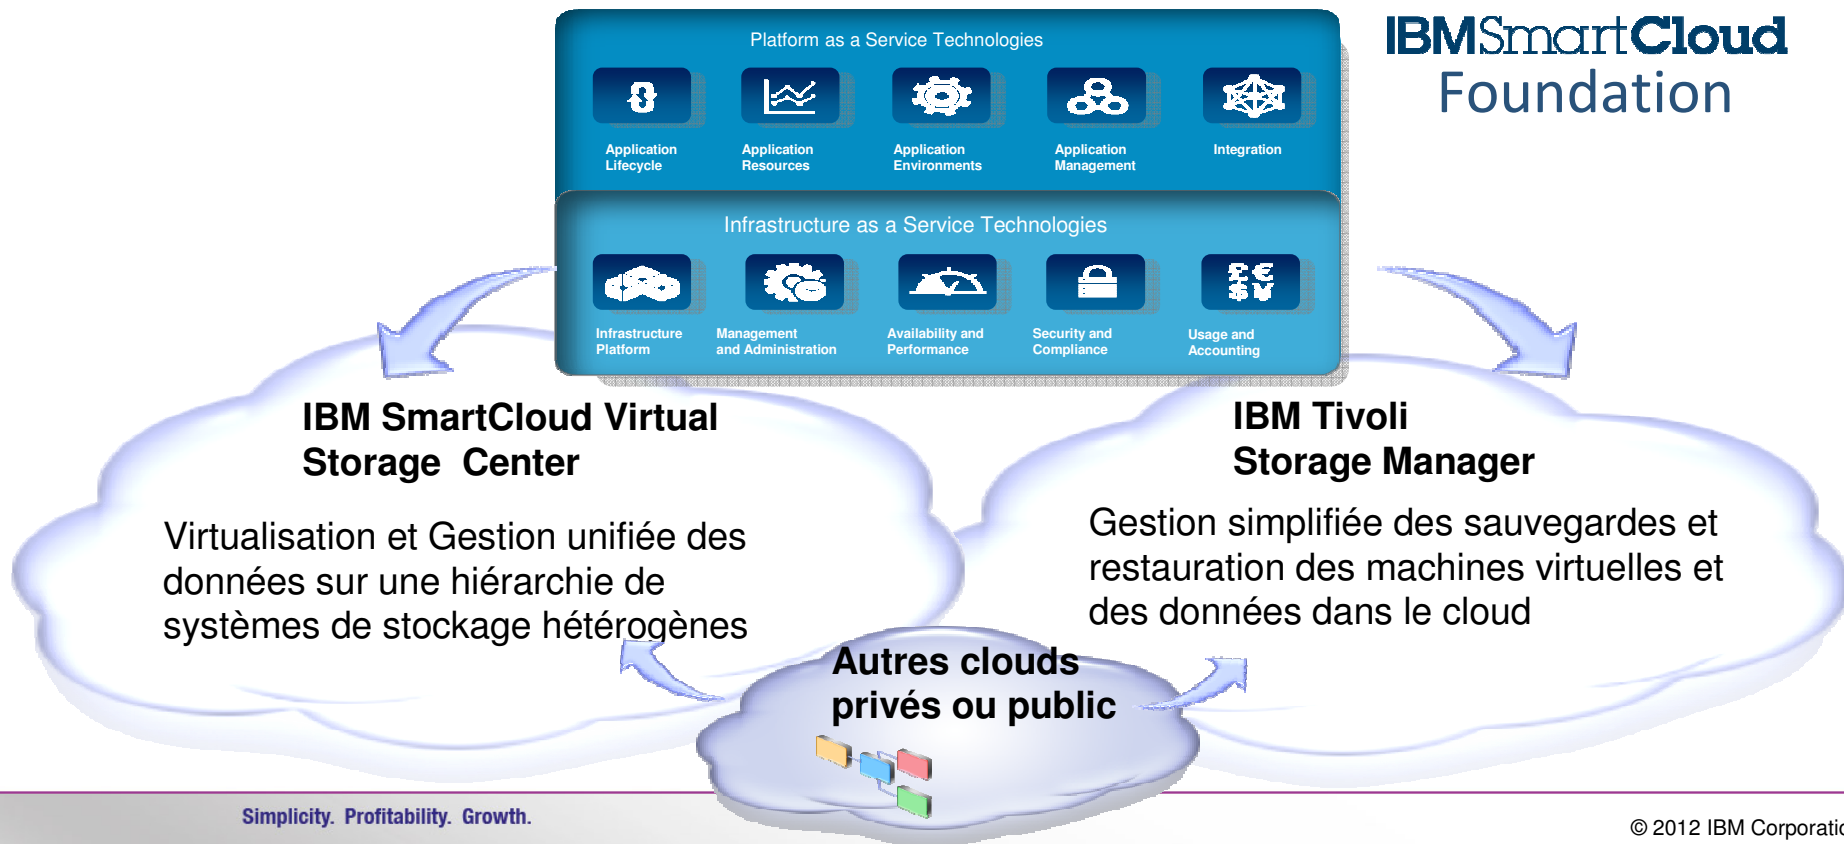 IBMSmartCloud
Foundation
Platform as a Service Technologies
Application
Lifecycle
Application
Resources
Application
Environments
Application
Management
Integration
Infrastructure as a Service Technologies
£ €
$ ¥
Infrastructure
Platform
Management
and Administration
Availability and
Performance
Security and
Compliance
Usage and
Accounting
IBM SmartCloud Virtual
Storage Center
Virtualisation et Gestion unifiée des
données sur une hiérarchie de
systèmes de stockage hétérogènes
IBM Tivoli
Storage Manager
Gestion simplifiée des sauvegardes et
restauration des machines virtuelles et
des données dans le cloud
Autres clouds
privés ou public
Simplicity. Profitability. Growth.
© 2012 IBM Corporatio